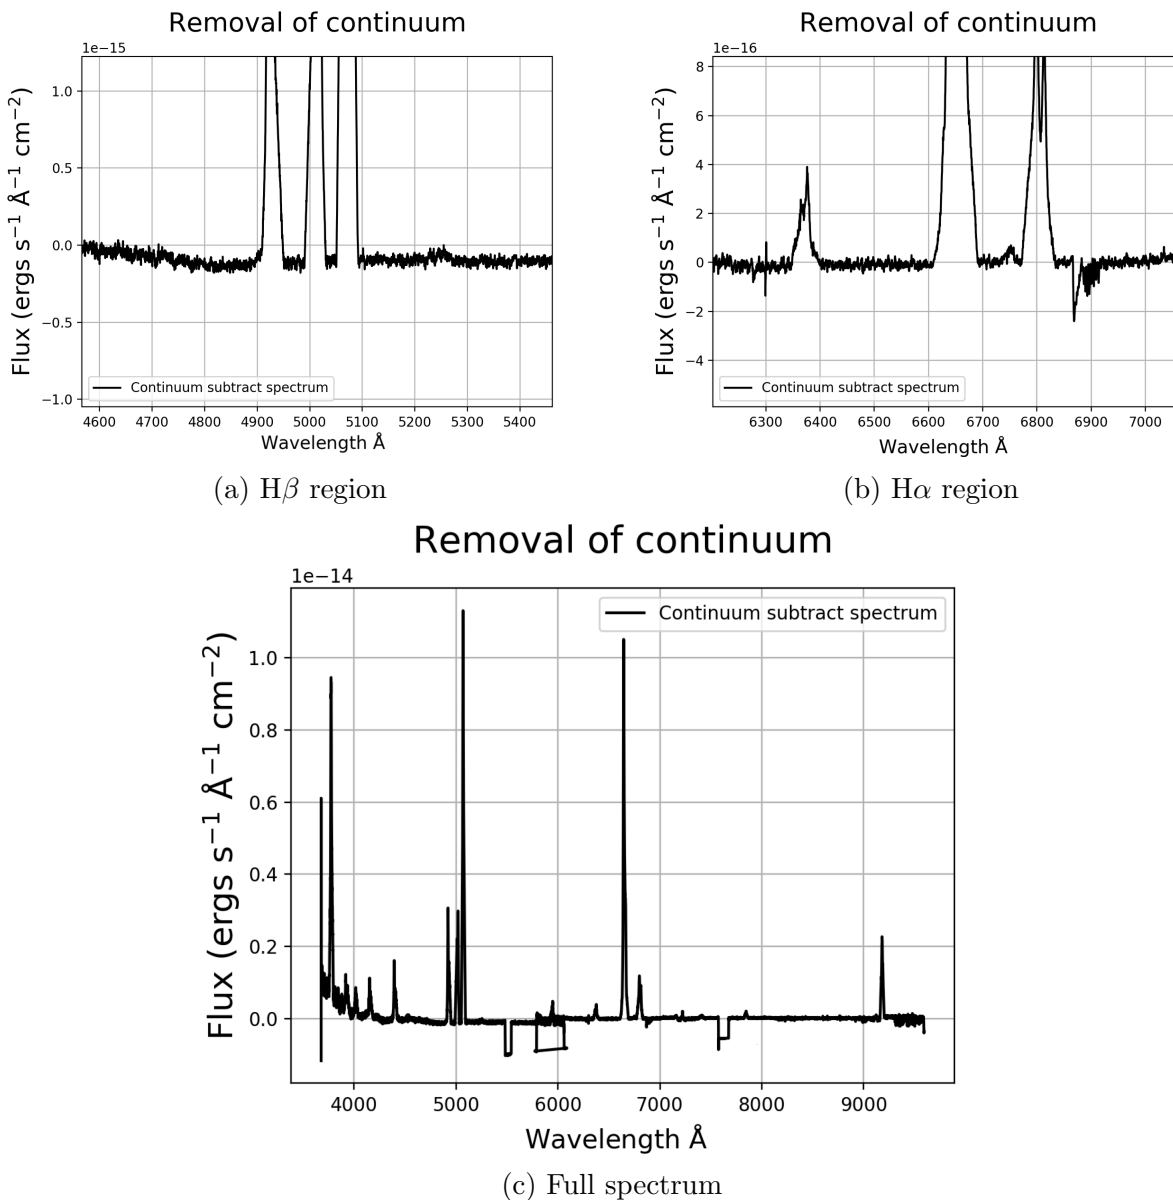 Removal of continuum
1e−15
1.0
0.5
0.0
−0.5
−1.0
Flux (ergs s⁻¹ Å⁻¹ cm⁻²)
Continuum subtract spectrum
4600 4700 4800 4900 5000 5100 5200 5300 5400
Wavelength Å
(a) Hβ region
Removal of continuum
1e−16
8
6
4
2
0
−2
−4
Flux (ergs s⁻¹ Å⁻¹ cm⁻²)
Continuum subtract spectrum
6300 6400 6500 6600 6700 6800 6900 7000
Wavelength Å
(b) Hα region
Removal of continuum
1e−14
Continuum subtract spectrum
1.0
0.8
0.6
0.4
0.2
0.0
Flux (ergs s⁻¹ Å⁻¹ cm⁻²)
4000 5000 6000 7000 8000 9000
Wavelength Å
(c) Full spectrum